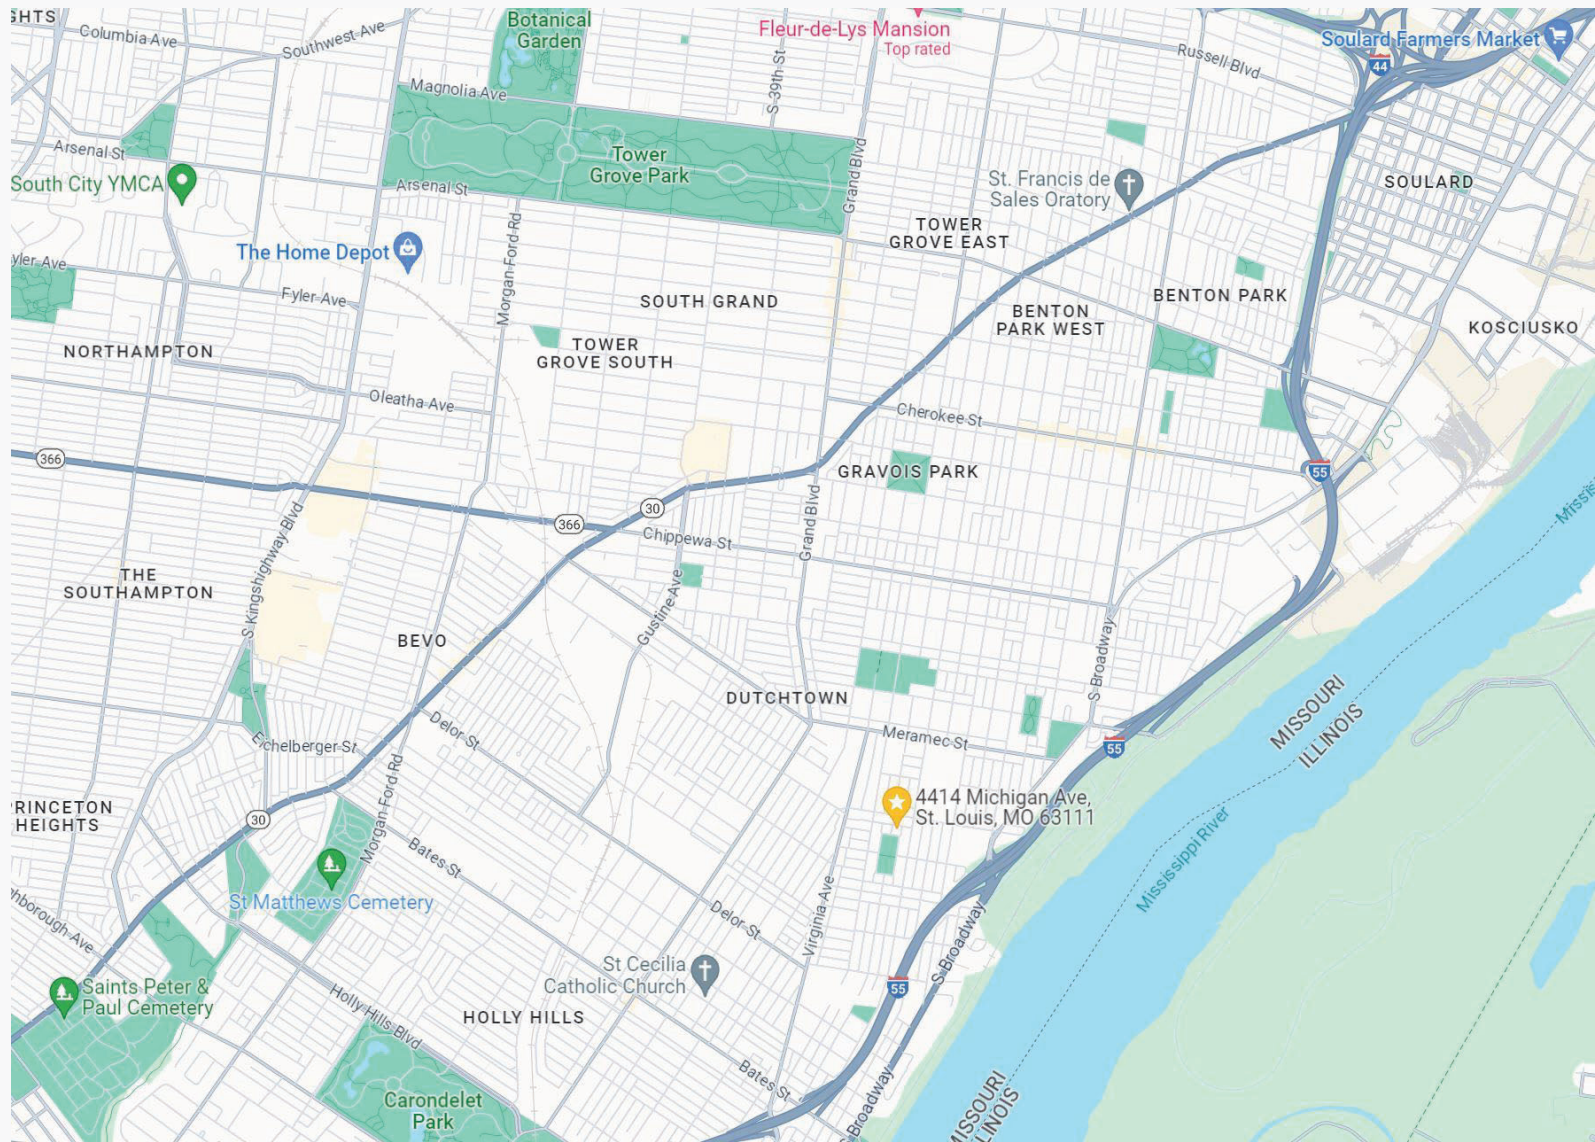 GHTS
Columbia Ave
Southwest Ave
Botanical
Garden
Fleur-de-Lys Mansion
Top rated
Russell Blvd
Soulard Farmers Market
44
Magnolia Ave
S 39th St
Arsenal St
South City YMCA
Tower
Grove Park
Grand Blvd
St. Francis de
Sales Oratory
SOULARD
Arsenal St
The Home Depot
Morgan Ford Rd
TOWER
GROVE EAST
yler Ave
Fyler Ave
SOUTH GRAND
BENTON PARK
BENTON
PARK WEST
KOSCIUSKO
NORTHAMPTON
TOWER
GROVE SOUTH
Oleatha Ave
Cherokee St
366
GRAVOIS PARK
55
Mississ
S Kingshighway Blvd
30
366
Chippewa St
Grand Blvd
THE
SOUTHAMPTON
Gustine Ave
BEVO
S Broadway
DUTCHTOWN
MISSOURI
ILLINOIS
Delor St
Meramec St
55
Eichelberger St
Morgan Ford Rd
4414 Michigan Ave,
St. Louis, MO 63111
RINCETON
HEIGHTS
30
Bates St
Mississippi River
St Matthews Cemetery
Delor St
Virginia Ave
hborough Ave
S Broadway
St Cecilia
Catholic Church
55
Saints Peter &
Paul Cemetery
Holly Hills Blvd
HOLLY HILLS
Bates St
Carondelet
Park
S Broadway
MISSOURI
LINOIS